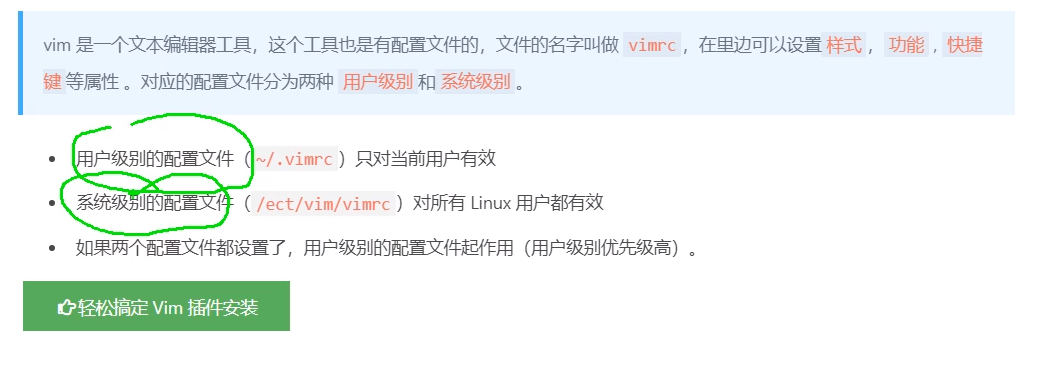 vim 是一个文本编辑器工具，这个工具也是有配置文件的，文件的名字叫做 vimrc，在里边可以设置样式，功能，快捷
键等属性。对应的配置文件分为两种 用户级别和系统级别。
• 用户级别的配置文件（~/.vimrc）只对当前用户有效
• 系统级别的配置文件（/ect/vim/vimrc）对所有 Linux 用户都有效
• 如果两个配置文件都设置了，用户级别的配置文件起作用（用户级别优先级高）。
轻松搞定 Vim 插件安装